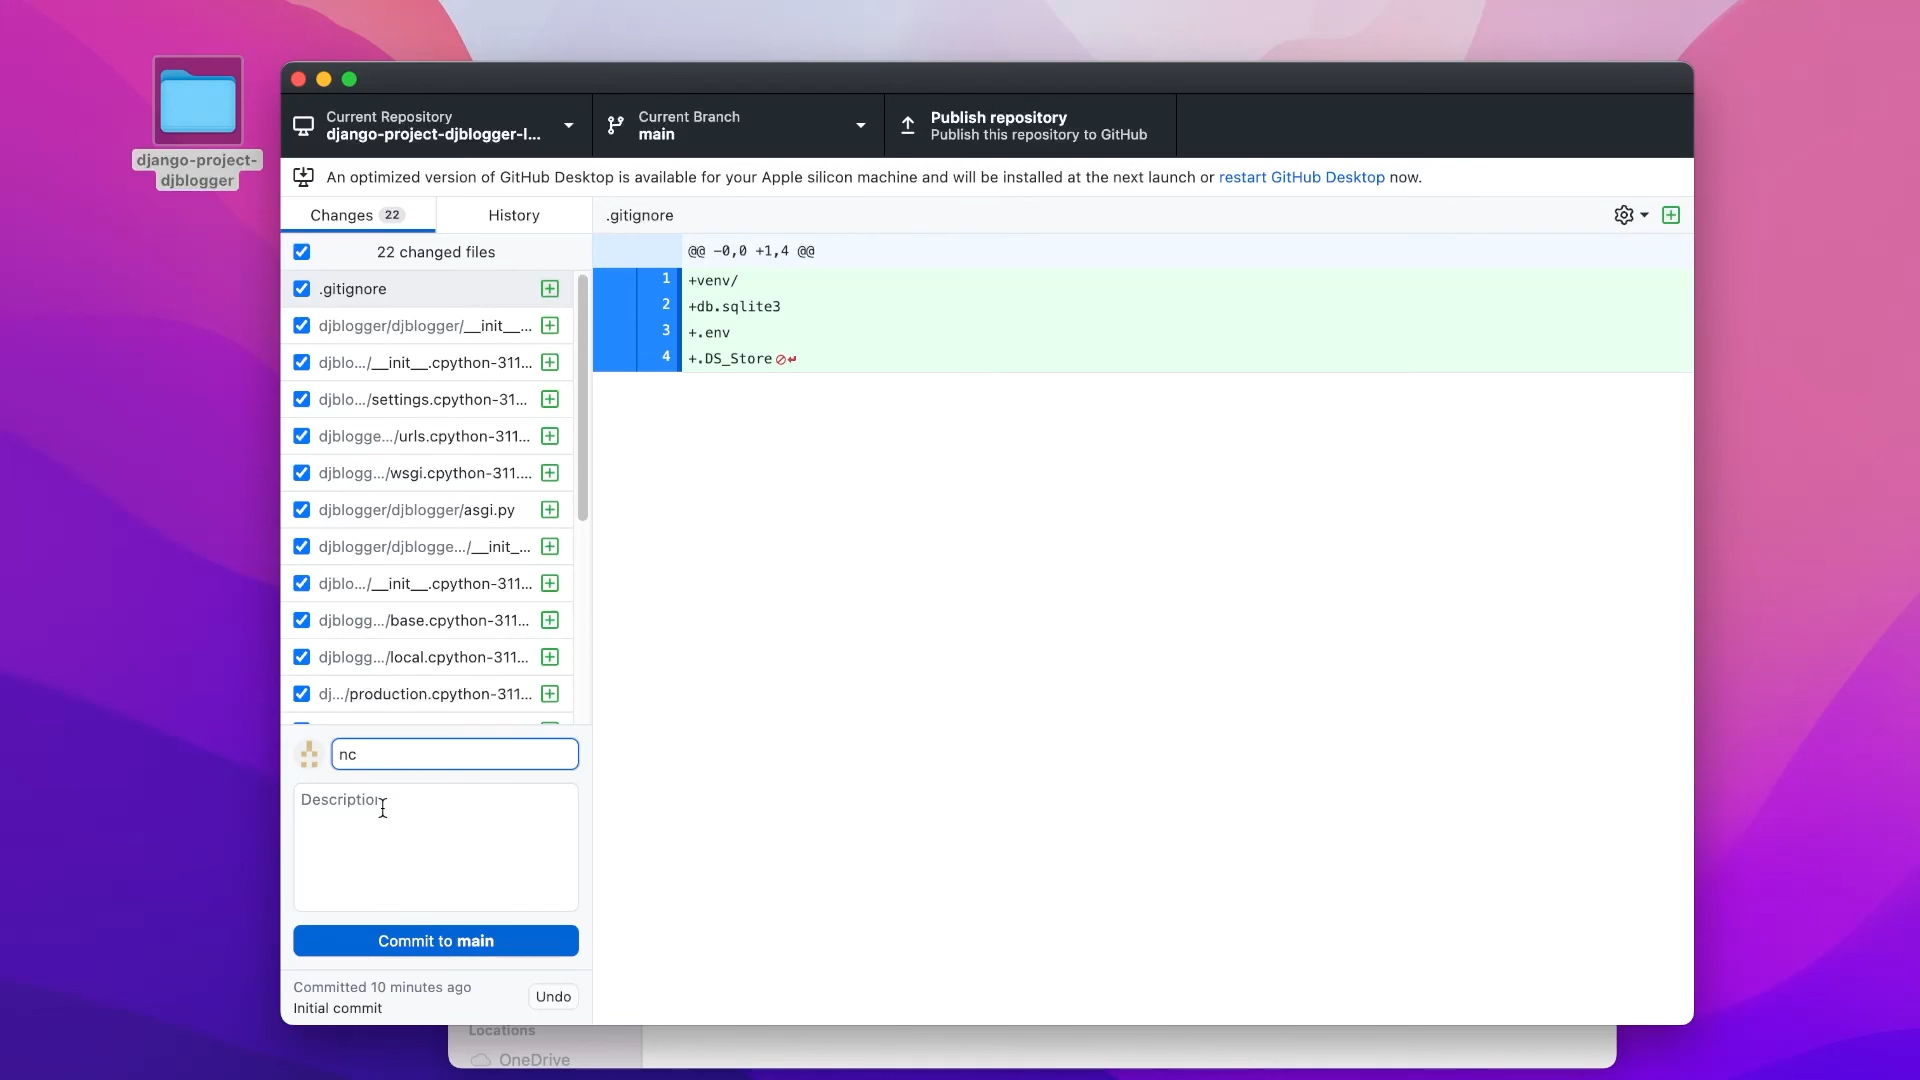 django-project-
djblogger
Current Repository
django-project-djblogger-l...
Current Branch
main
Publish repository
Publish this repository to GitHub
An optimized version of GitHub Desktop is available for your Apple silicon machine and will be installed at the next launch or restart GitHub Desktop now.
Changes 22
History
.gitignore
22 changed files
@@ -0,0 +1,4 @@
.gitignore
1 +venv/
2 +db.sqlite3
3 +.env
4 +.DS_Store
djblogger/djblogger/__init__...
djblo.../__init__.cpython-311...
djblo.../settings.cpython-31...
djblogge.../urls.cpython-311...
djblogg.../wsgi.cpython-311....
djblogger/djblogger/asgi.py
djblogger/djblogge.../__init_...
djblo.../__init__.cpython-311...
djblogg.../base.cpython-311...
djblogg.../local.cpython-311...
dj.../production.cpython-311...
nc
Description
Commit to main
Committed 10 minutes ago
Initial commit
Undo
Locations
OneDrive